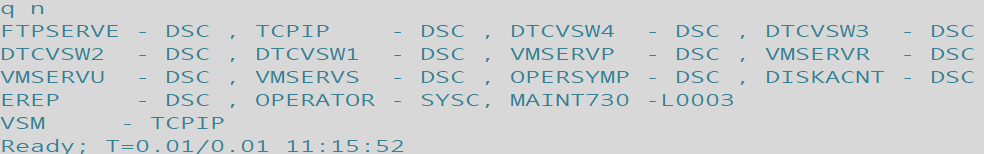 q n
FTPSERVE - DSC , TCPIP    - DSC , DTCVSW4  - DSC , DTCVSW3  - DSC
DTCVSW2  - DSC , DTCVSW1  - DSC , VMSERVP  - DSC , VMSERVR  - DSC
VMSERVU  - DSC , VMSERVS  - DSC , OPERSYMP - DSC , DISKACNT - DSC
EREP     - DSC , OPERATOR - SYSC, MAINT730 -L0003
VSM     - TCPIP
Ready; T=0.01/0.01 11:15:52